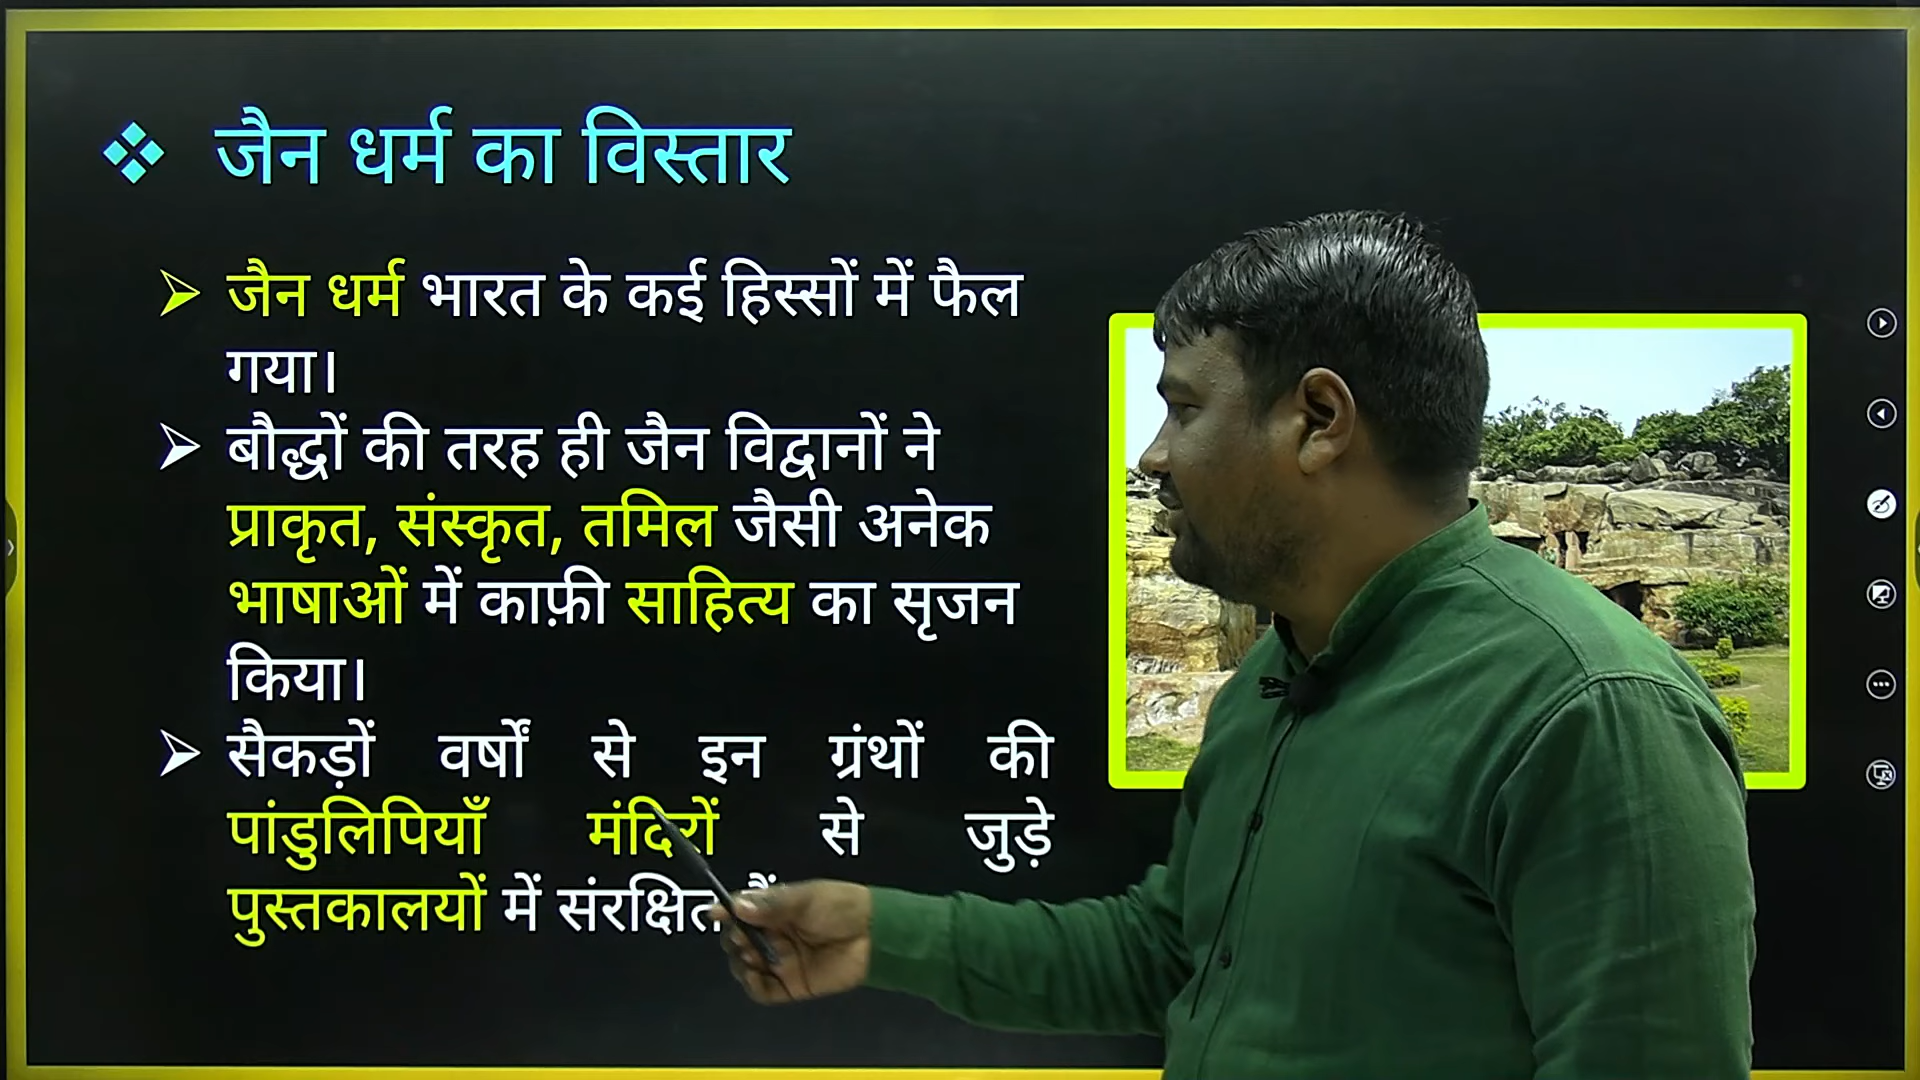 ❖ जैन धर्म का विस्तार
➢ जैन धर्म भारत के कई हिस्सों में फैल
गया।
➢ बौद्धों की तरह ही जैन विद्वानों ने
प्राकृत, संस्कृत, तमिल जैसी अनेक
भाषाओं में काफ़ी साहित्य का सृजन
किया।
➢ सैकड़ों वर्षों से इन ग्रंथों की
पांडुलिपियाँ मंदिरों से जुड़े
पुस्तकालयों में संरक्षित